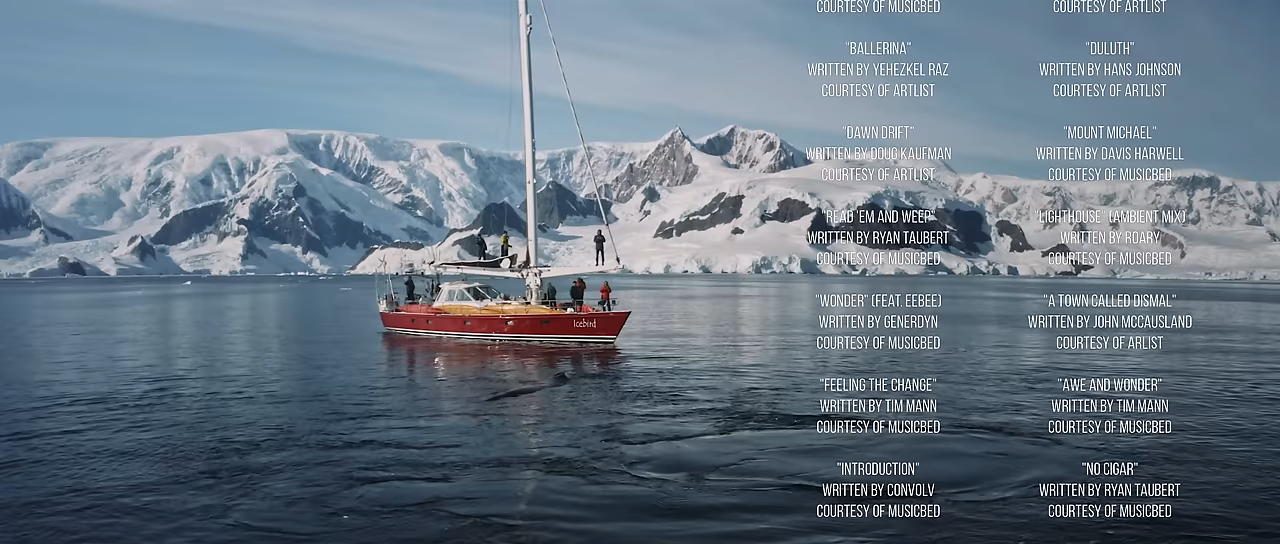 COURTESY OF MUSICBED
"BALLERINA"
WRITTEN BY YEHEZKEL RAZ
COURTESY OF ARTLIST
"DAWN DRIFT"
WRITTEN BY DOUG KAUFMAN
COURTESY OF ARTLIST
"READ 'EM AND WEEP"
WRITTEN BY RYAN TAUBERT
COURTESY OF MUSICBED
"WONDER" (FEAT. EEBEE)
WRITTEN BY GENERDYN
COURTESY OF MUSICBED
"FEELING THE CHANGE"
WRITTEN BY TIM MANN
COURTESY OF MUSICBED
"INTRODUCTION"
WRITTEN BY CONVOLV
COURTESY OF MUSICBED
COURTESY OF ARTLIST
"DULUTH"
WRITTEN BY HANS JOHNSON
COURTESY OF ARTLIST
"MOUNT MICHAEL"
WRITTEN BY DAVIS HARWELL
COURTESY OF MUSICBED
"LIGHTHOUSE" (AMBIENT MIX)
WRITTEN BY ROARY
COURTESY OF MUSICBED
"A TOWN CALLED DISMAL"
WRITTEN BY JOHN MCCAUSLAND
COURTESY OF ARLIST
"AWE AND WONDER"
WRITTEN BY TIM MANN
COURTESY OF MUSICBED
"NO CIGAR"
WRITTEN BY RYAN TAUBERT
COURTESY OF MUSICBED
Icebird